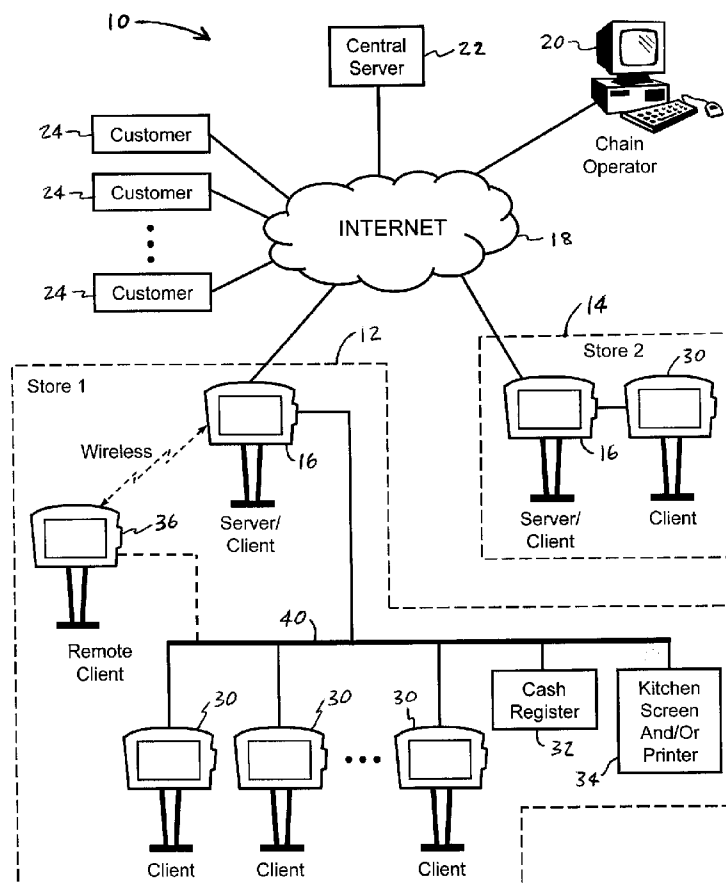 10
Central
Server
22
20
Chain
Operator
24
Customer
24
Customer
24
Customer
INTERNET
18
12
14
Store 1
Store 2
30
Wireless
16
Server/
Client
16
Server/
Client
Client
36
Remote
Client
40
30
30
30
Cash
Register
32
Kitchen
Screen
And/Or
Printer
34
Client
Client
Client